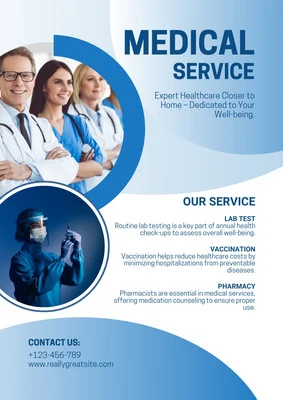 MEDICAL
SERVICE
Expert Healthcare Closer to
Home – Dedicated to Your
Well-being.
OUR SERVICE
LAB TEST
Routine lab testing is a key part of annual health
check-ups to assess overall well-being.
VACCINATION
Vaccination helps reduce healthcare costs by
minimizing hospitalizations from preventable
diseases.
PHARMACY
Pharmacists are essential in medical services,
offering medication counseling to ensure proper
use.
CONTACT US:
+123-456-789
www.reallygreatsite.com